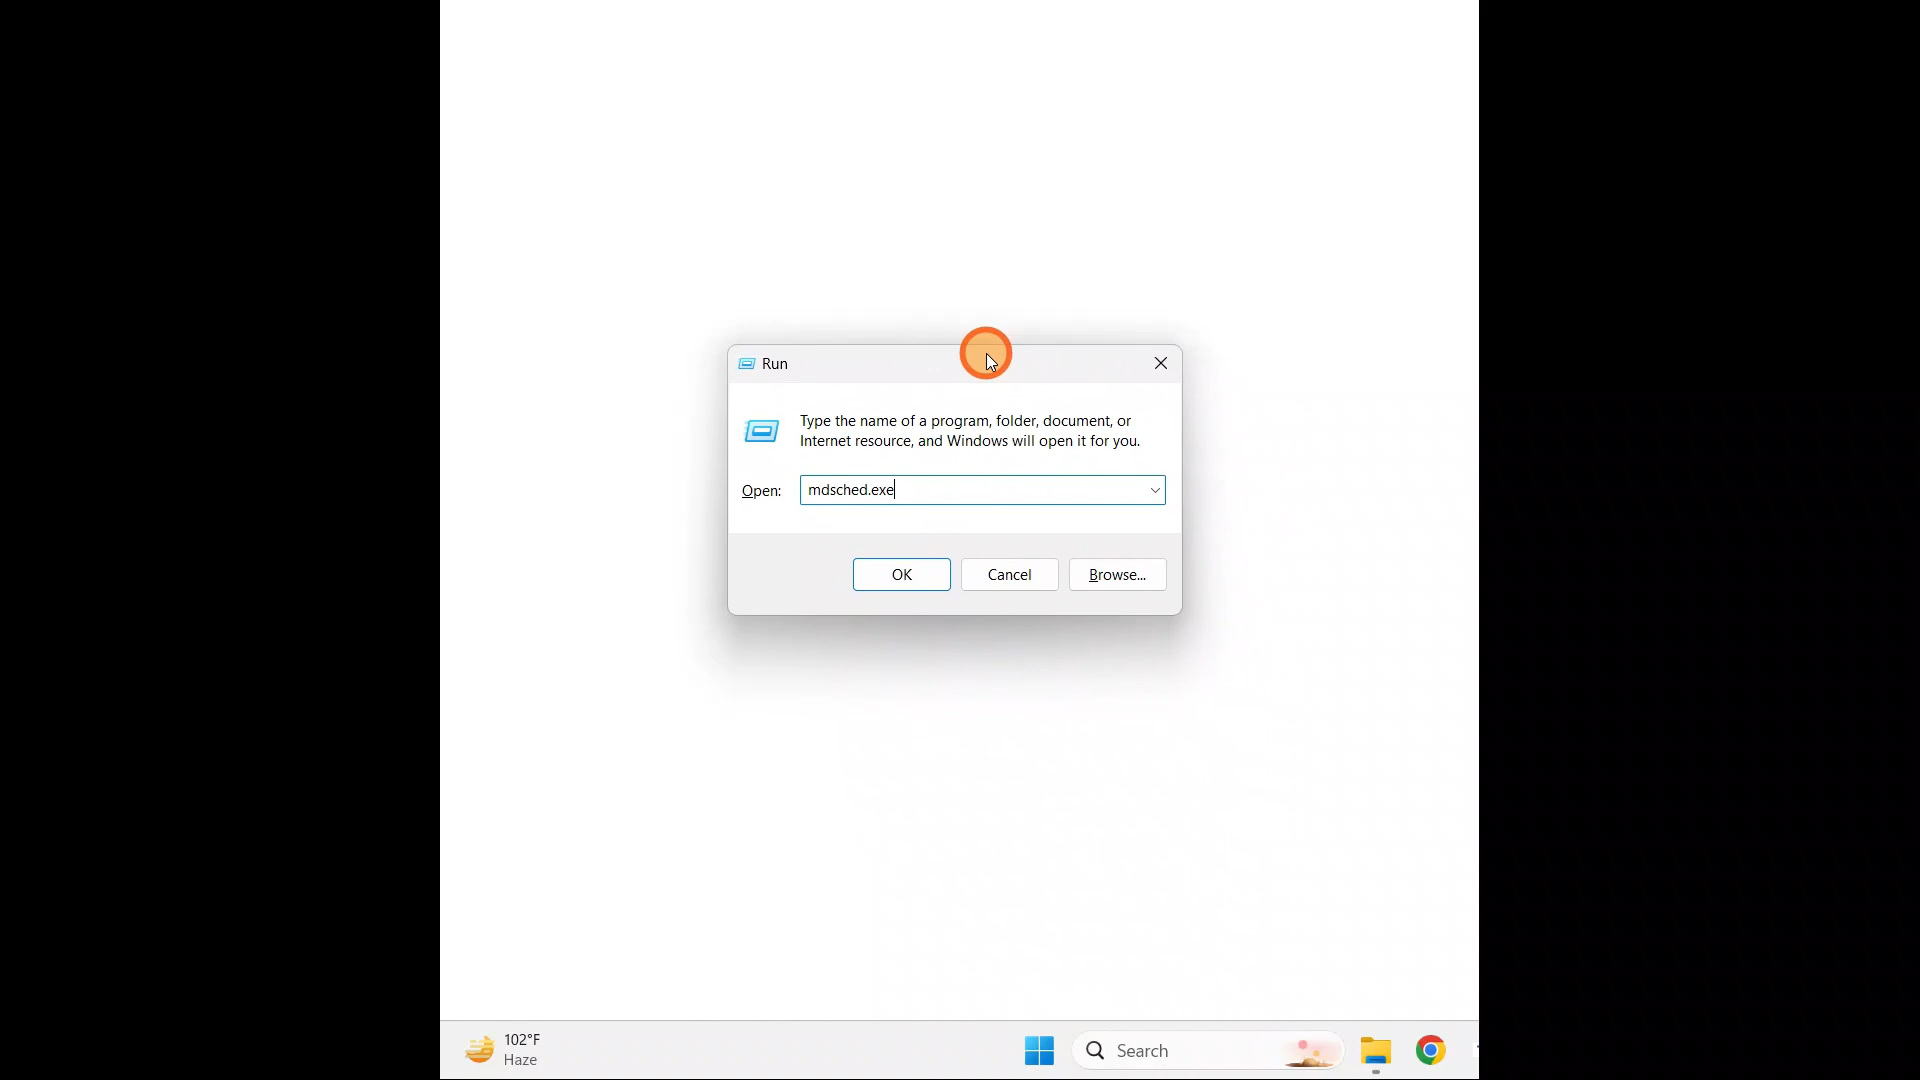 Run
Type the name of a program, folder, document, or
Internet resource, and Windows will open it for you.
Open: mdsched.exe
OK Cancel Browse...
102°F
Haze
Search